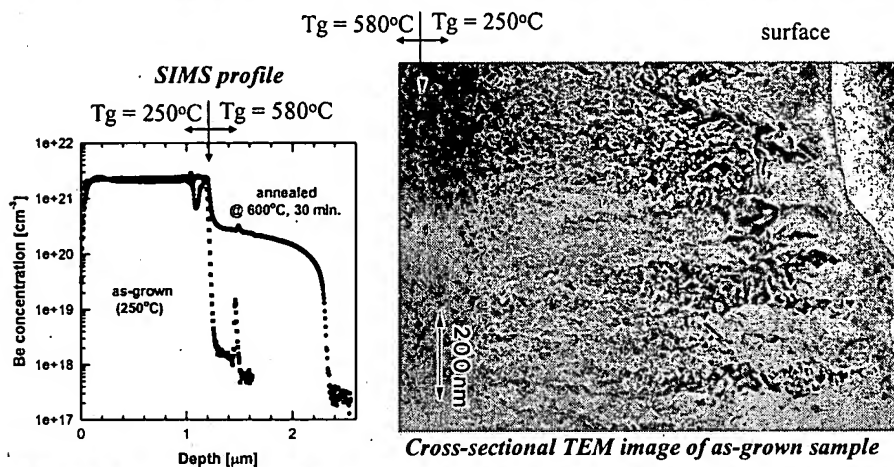 Tg = 580°C Tg = 250°C
surface
SIMS profile
Tg = 250°C Tg = 580°C
1e+22
1e+21
1e+20
1e+19
1e+18
1e+17
Be concentration [cm-3]
annealed
@ 600°C, 30 min.
as-grown
(250°C)
0 1 2
Depth [μm]
200nm
Cross-sectional TEM image of as-grown sample